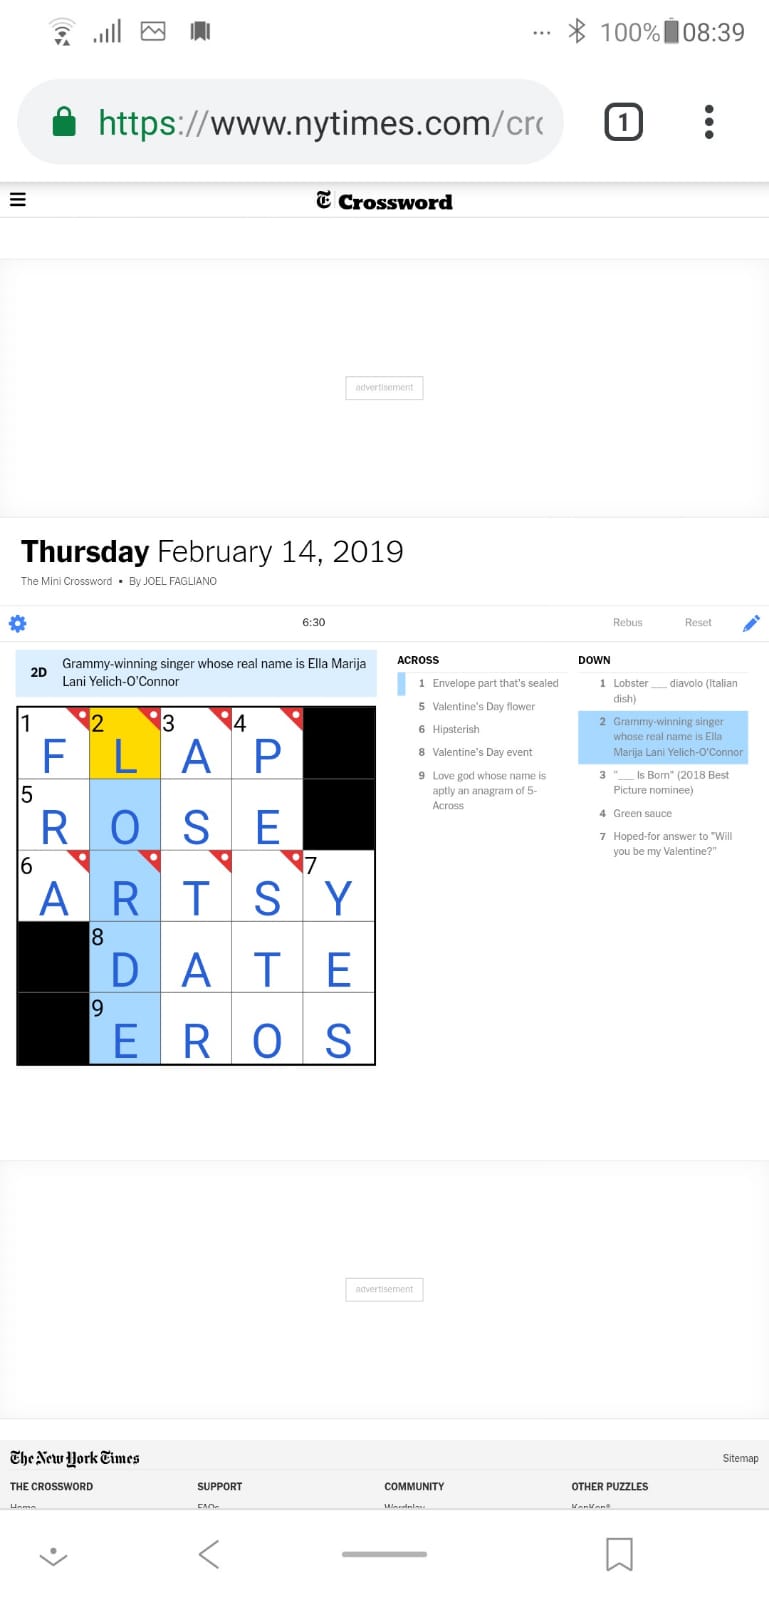 ... 100% 08:39
https://www.nytimes.com/cr
1
Crossword
advertisement
Thursday February 14, 2019
The Mini Crossword • By JOEL FAGLIANO
6:30 Rebus Reset
2D Grammy-winning singer whose real name is Ella Marija
Lani Yelich-O'Connor
1 2 3 4
F L A P
5
R O S E
6 7
A R T S Y
8
D A T E
9
E R O S
ACROSS
1 Envelope part that's sealed
5 Valentine's Day flower
6 Hipsterish
8 Valentine's Day event
9 Love god whose name is
aptly an anagram of 5-
Across
DOWN
1 Lobster ___ diavolo (Italian
dish)
2 Grammy-winning singer
whose real name is Ella
Marija Lani Yelich-O'Connor
3 "___ Is Born" (2018 Best
Picture nominee)
4 Green sauce
7 Hoped-for answer to "Will
you be my Valentine?"
advertisement
The New York Times
Sitemap
THE CROSSWORD SUPPORT COMMUNITY OTHER PUZZLES
Home FAQs Wordplay KenKen®